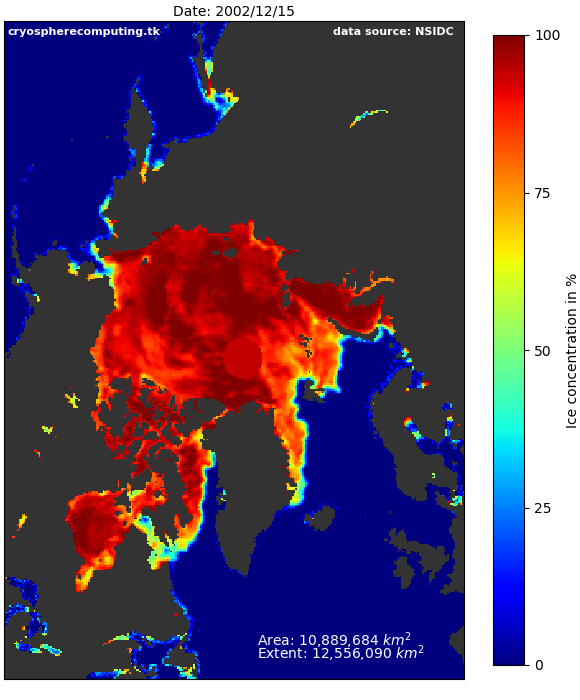 Date: 2002/12/15
cryospherecomputing.tk data source: NSIDC
100
75
50
25
0
Ice concentration in %
Area: 10,889,684 km²
Extent: 12,556,090 km²